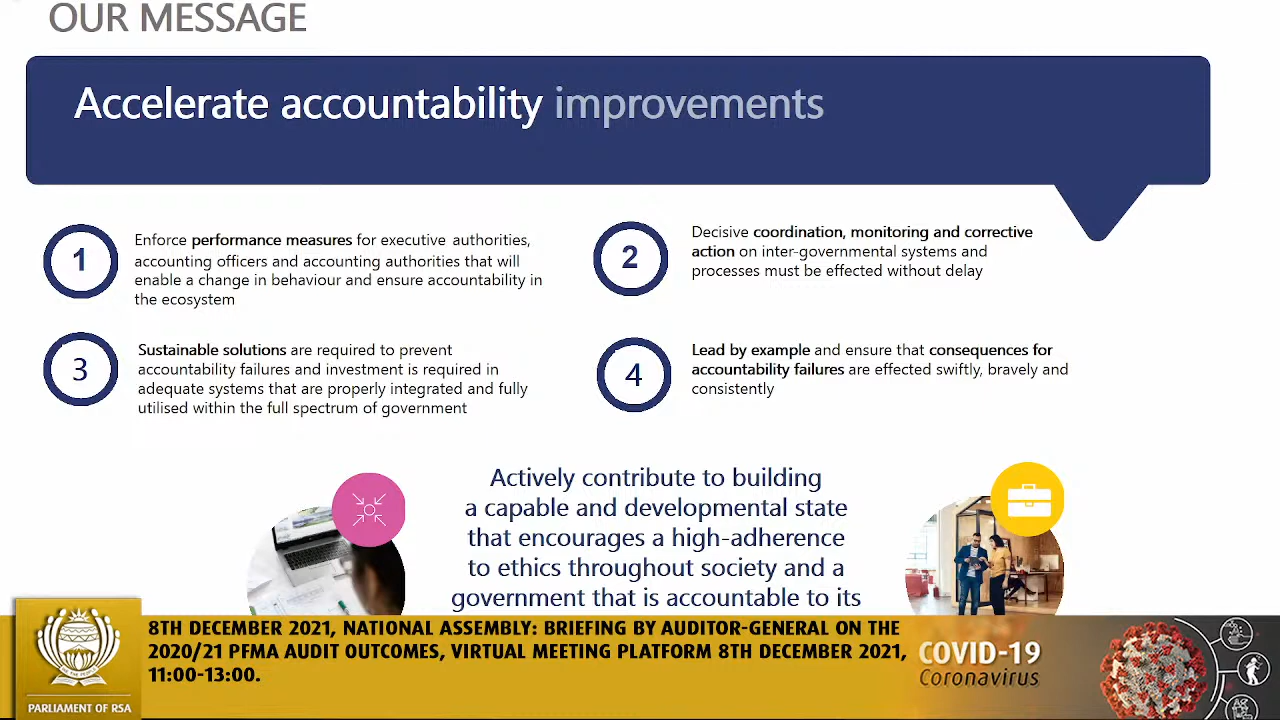 OUR MESSAGE
Accelerate accountability improvements
1
Enforce performance measures for executive authorities,
accounting officers and accounting authorities that will
enable a change in behaviour and ensure accountability in
the ecosystem
2
Decisive coordination, monitoring and corrective
action on inter-governmental systems and
processes must be effected without delay
3
Sustainable solutions are required to prevent
accountability failures and investment is required in
adequate systems that are properly integrated and fully
utilised within the full spectrum of government
4
Lead by example and ensure that consequences for
accountability failures are effected swiftly, bravely and
consistently
Actively contribute to building
a capable and developmental state
that encourages a high-adherence
to ethics throughout society and a
government that is accountable to its
8TH DECEMBER 2021, NATIONAL ASSEMBLY: BRIEFING BY AUDITOR-GENERAL ON THE
2020/21 PFMA AUDIT OUTCOMES, VIRTUAL MEETING PLATFORM 8TH DECEMBER 2021,
11:00-13:00.
PARLIAMENT OF RSA
COVID-19
Coronavirus